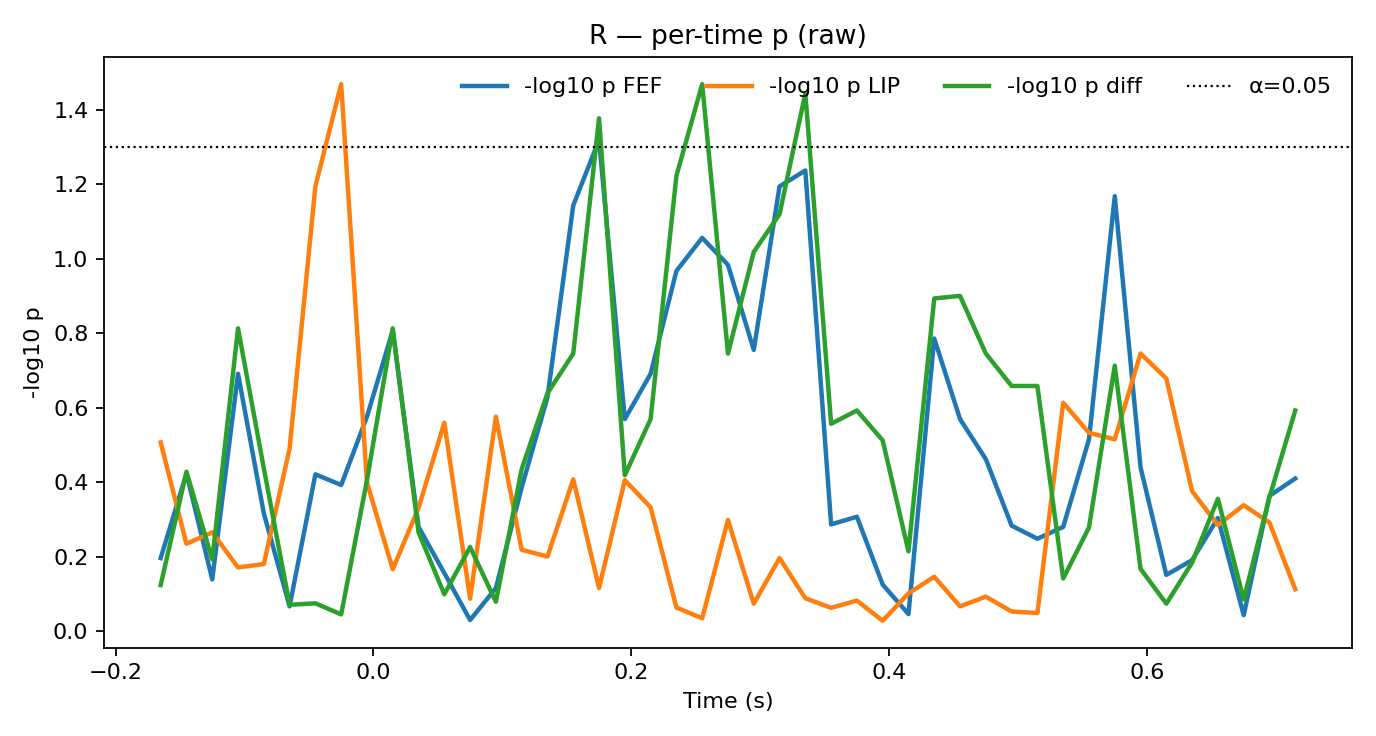 R — per-time p (raw)
-log10 p FEF
-log10 p LIP
-log10 p diff
α=0.05
-log10 p
1.4
1.2
1.0
0.8
0.6
0.4
0.2
0.0
−0.2
0.0
0.2
0.4
0.6
Time (s)